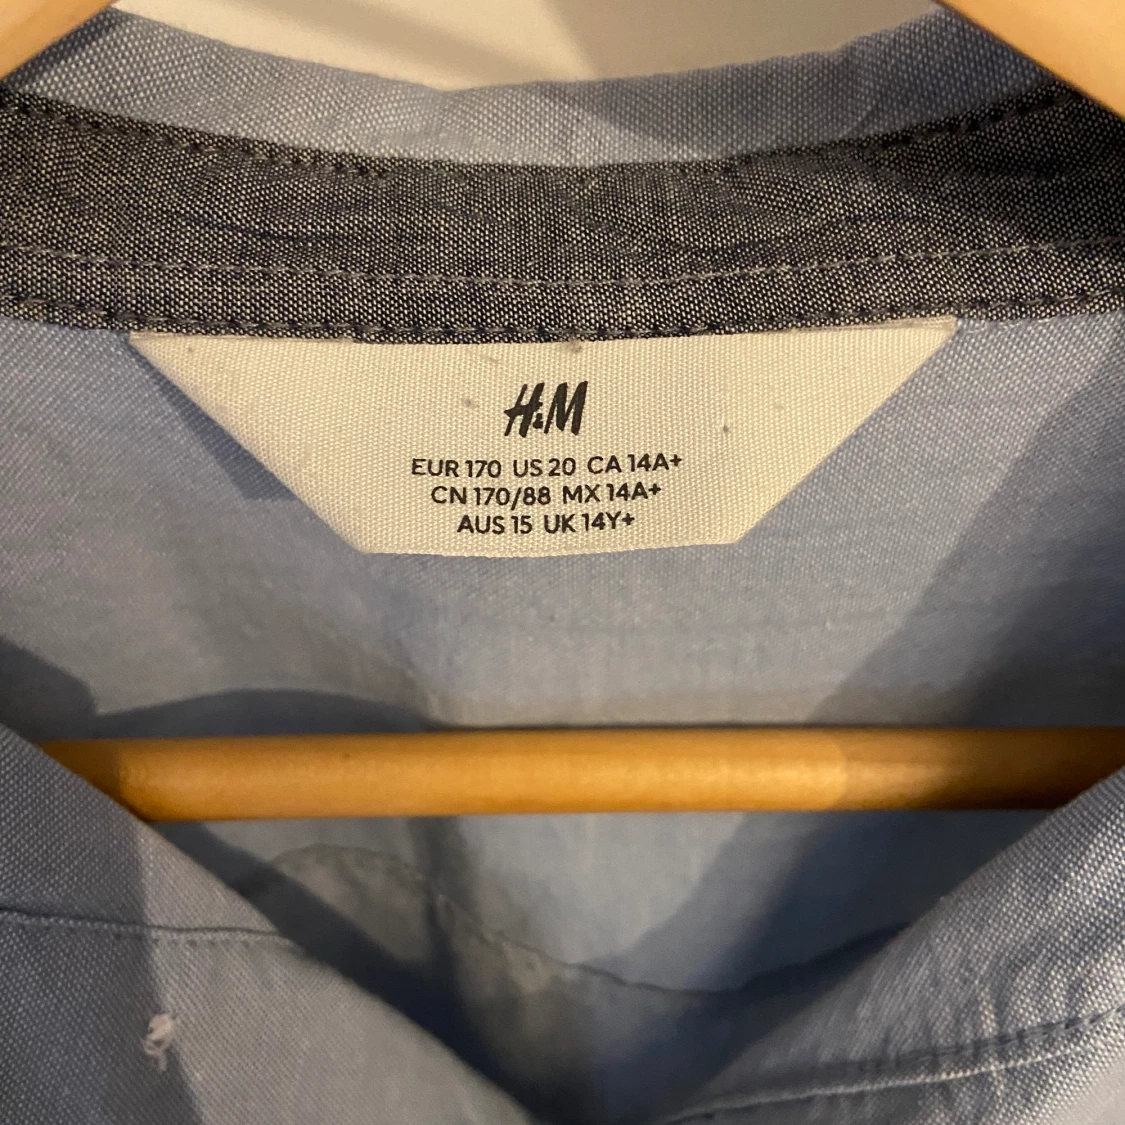 H&M
EUR 170 US 20 CA 14A+
CN 170/88 MX 14A+
AUS 15 UK 14Y+